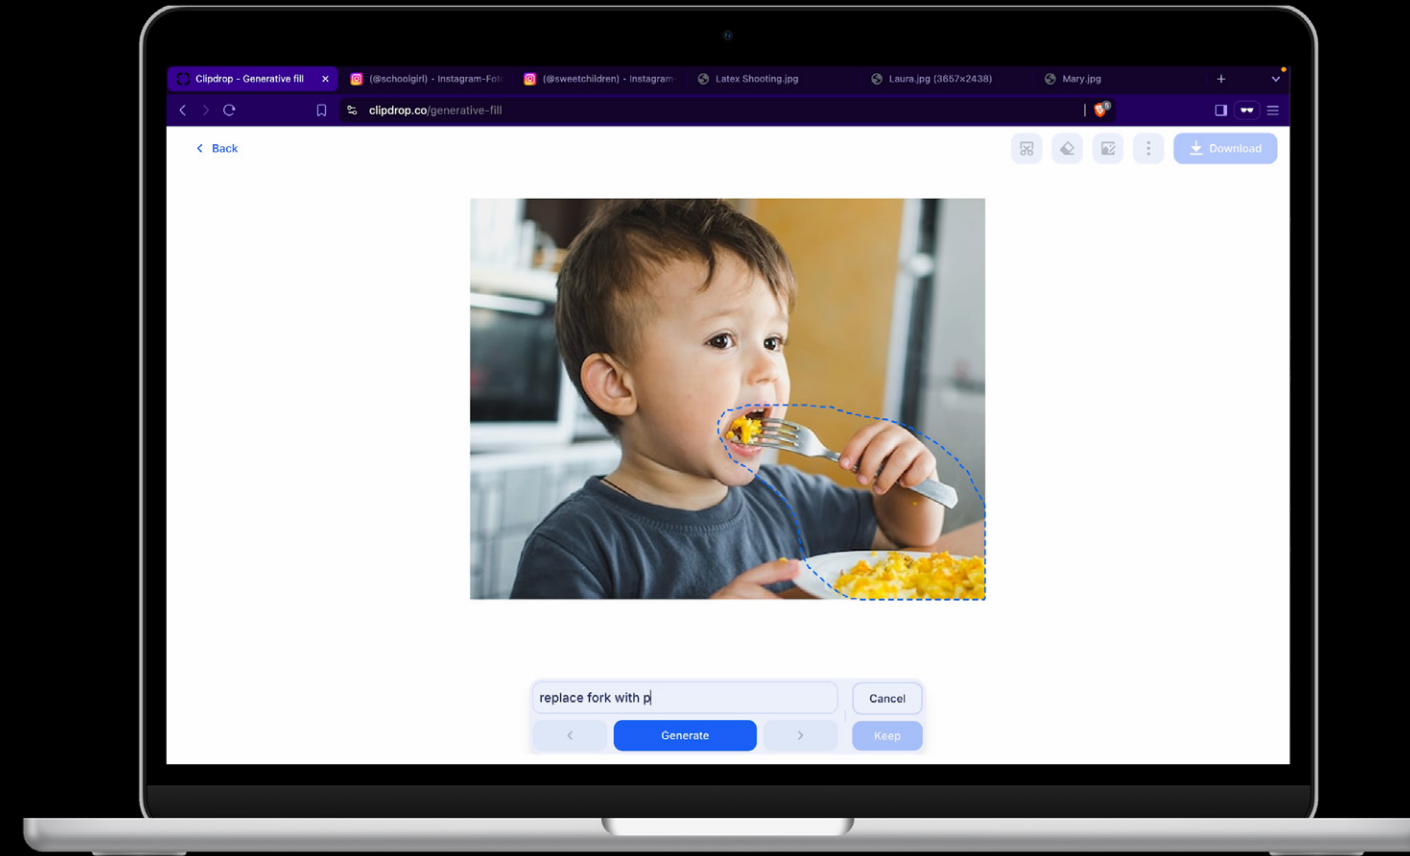 Clipdrop - Generative fill
(@schoolgirl) - Instagram-Fot
(@sweetchildren) - Instagram-
Latex Shooting.jpg
Laura.jpg (3657×2438)
Mary.jpg
clipdrop.co/generative-fill
Back
Download
replace fork with p
Cancel
Generate
Keep